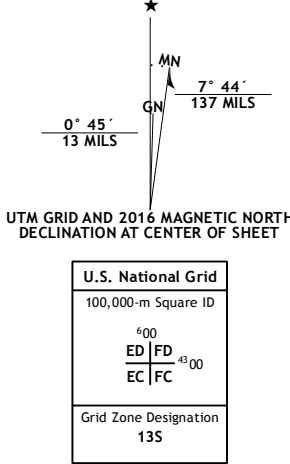 MN
7° 44´
137 MILS
GN
0° 45´
13 MILS
UTM GRID AND 2016 MAGNETIC NORTH
DECLINATION AT CENTER OF SHEET
U.S. National Grid
100,000-m Square ID
600
ED FD
4300
EC FC
Grid Zone Designation
13S